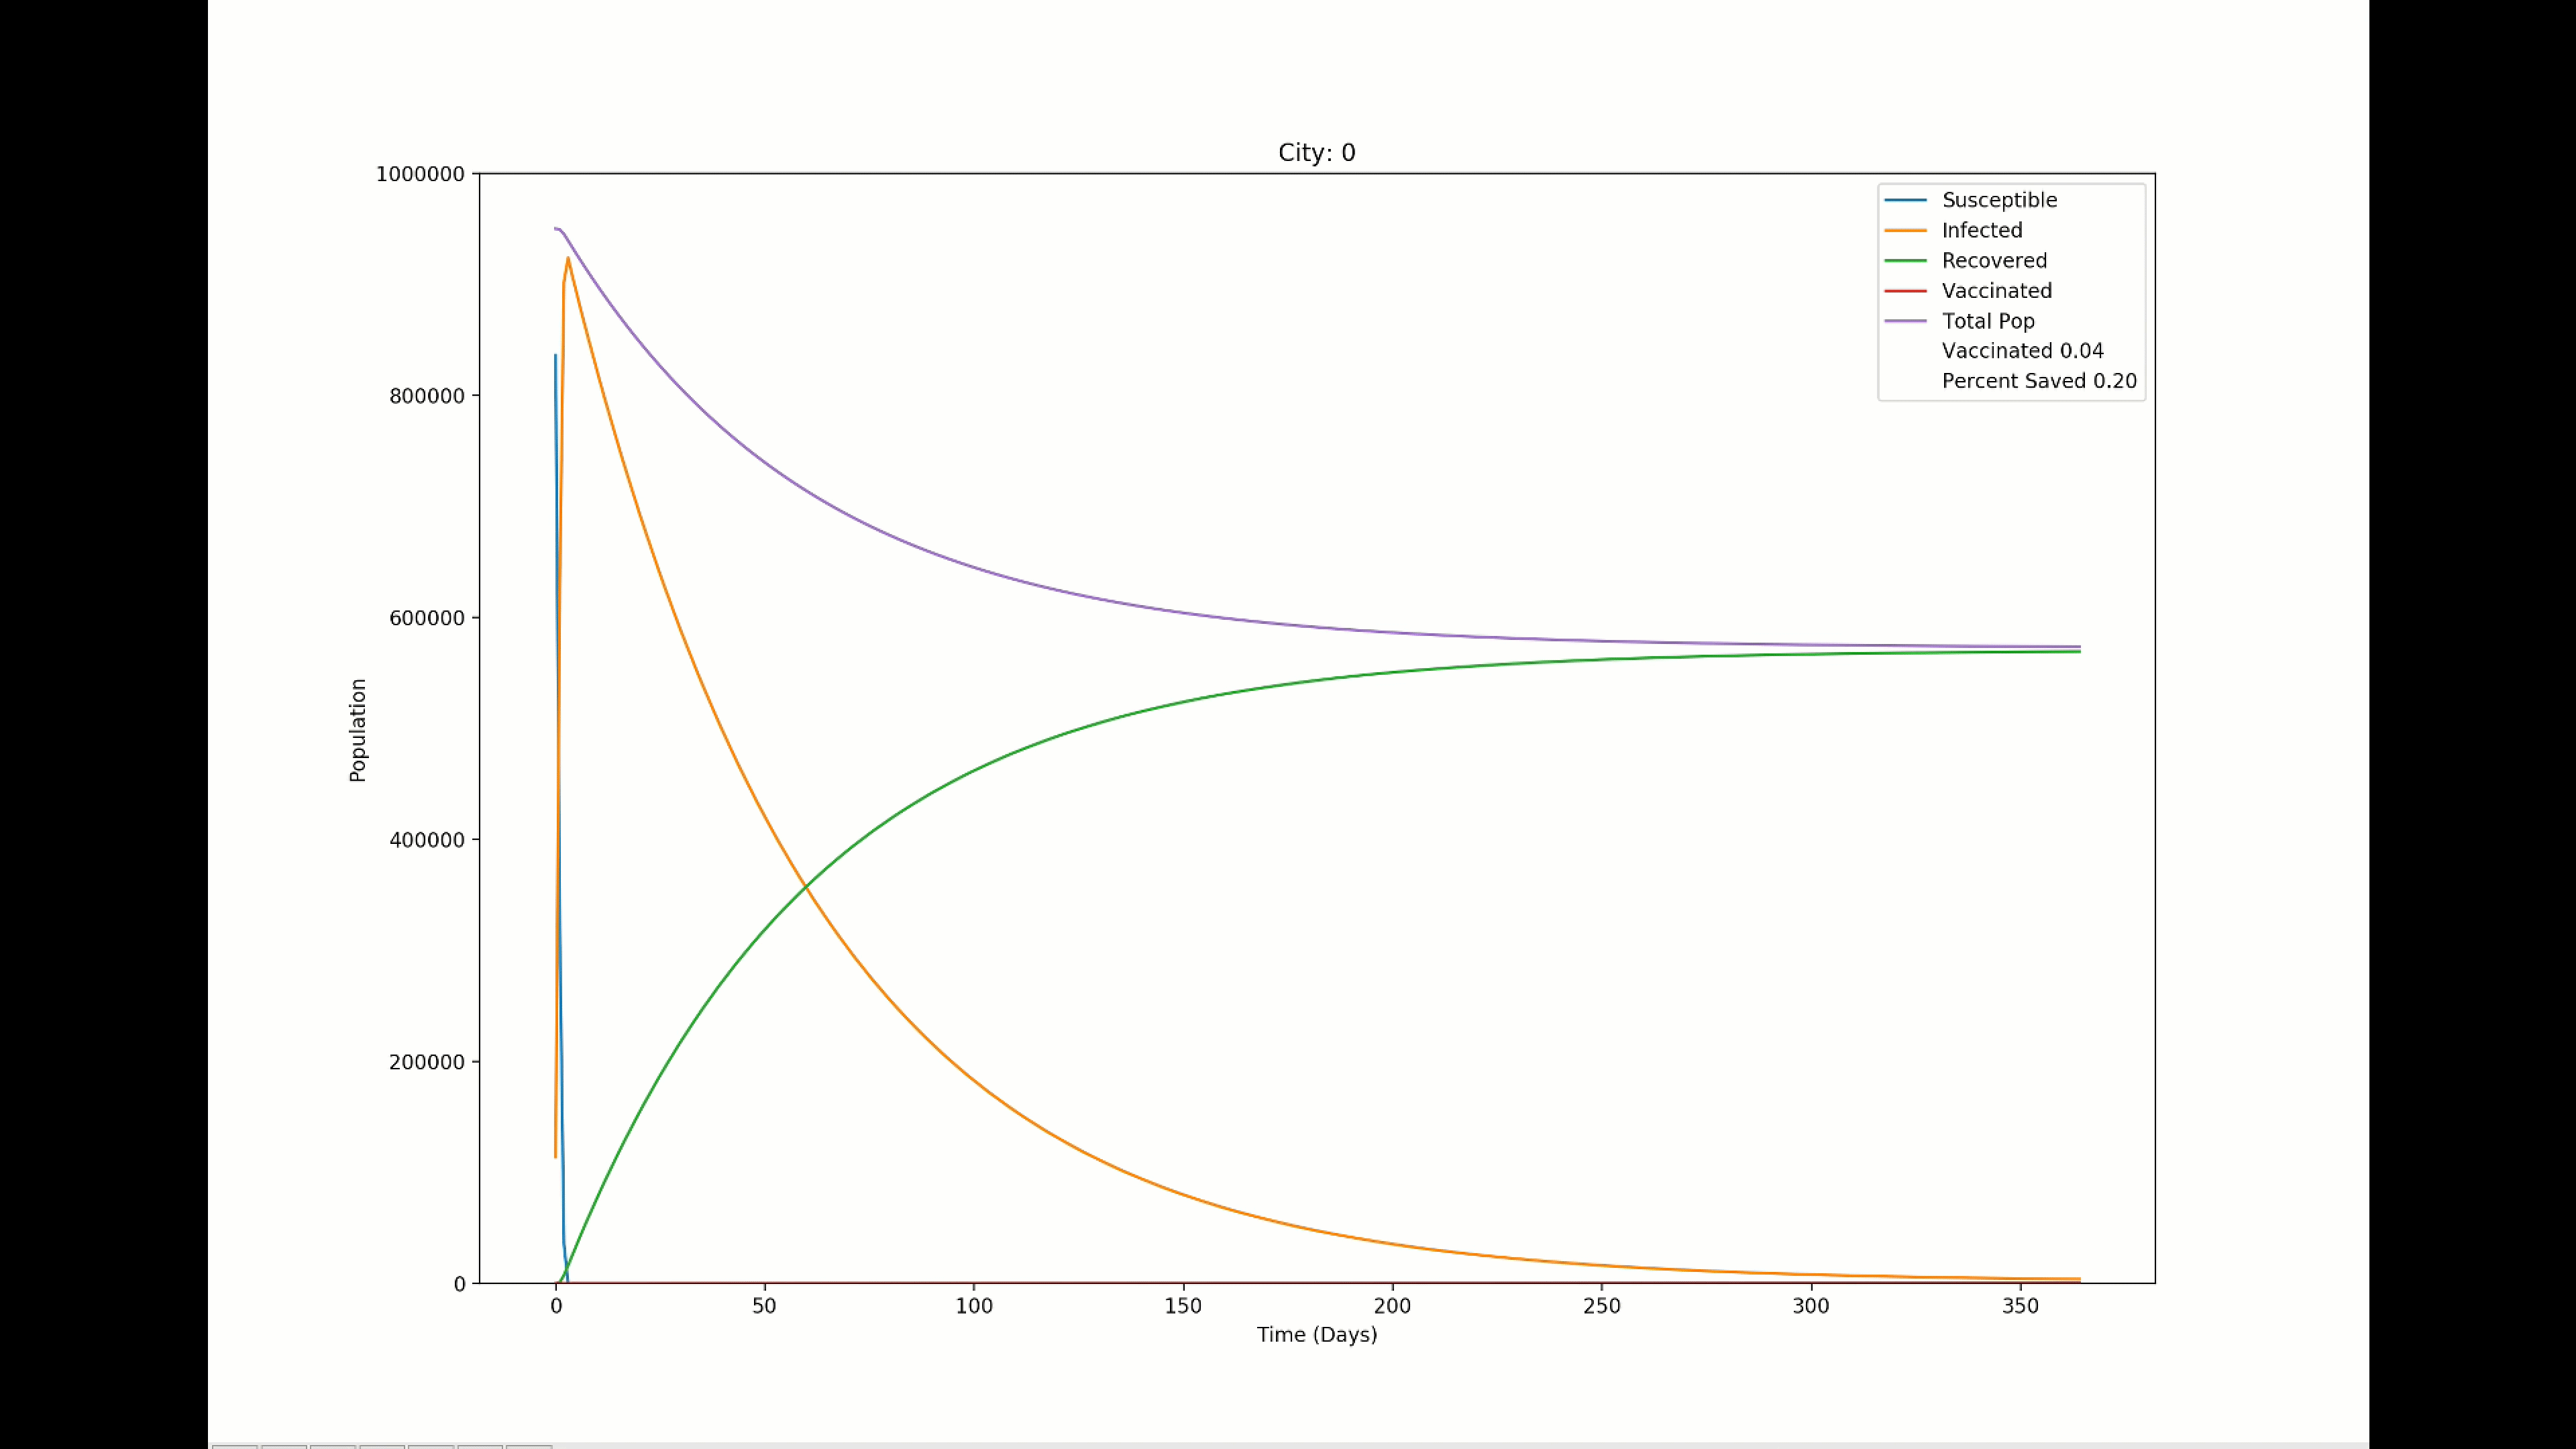 City: 0
1000000
800000
600000
400000
200000
0
Population
Susceptible
Infected
Recovered
Vaccinated
Total Pop
Vaccinated 0.04
Percent Saved 0.20
0 50 100 150 200 250 300 350
Time (Days)